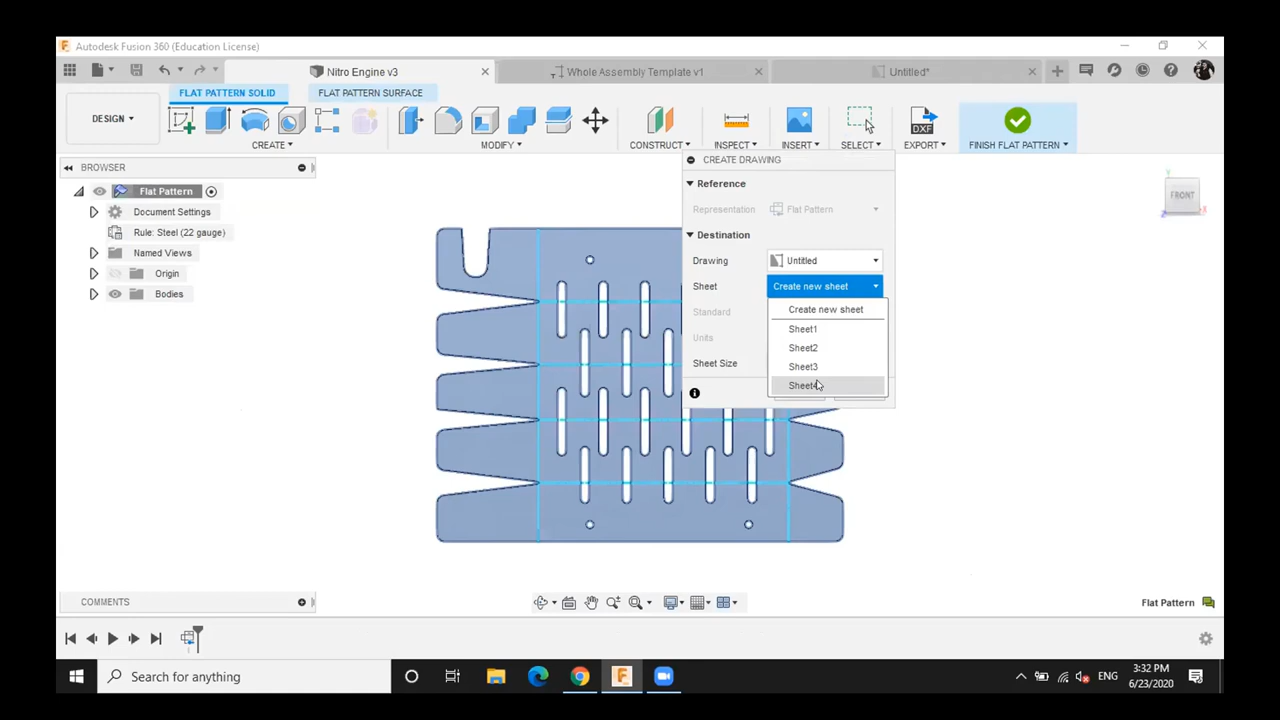 Autodesk Fusion 360 (Education License)
Nitro Engine v3
Whole Assembly Template v1
Untitled*
FLAT PATTERN SOLID
FLAT PATTERN SURFACE
DESIGN
CREATE
MODIFY
CONSTRUCT
INSPECT
INSERT
SELECT
DXF
EXPORT
FINISH FLAT PATTERN
BROWSER
Flat Pattern
Document Settings
Rule: Steel (22 gauge)
Named Views
Origin
Bodies
CREATE DRAWING
Reference
Representation
Flat Pattern
Destination
Drawing
Untitled
Sheet
Create new sheet
Create new sheet
Standard
Sheet1
Units
Sheet2
Sheet Size
Sheet3
Sheet4
FRONT
Y
X
Z
COMMENTS
Flat Pattern
Search for anything
ENG
3:32 PM
6/23/2020